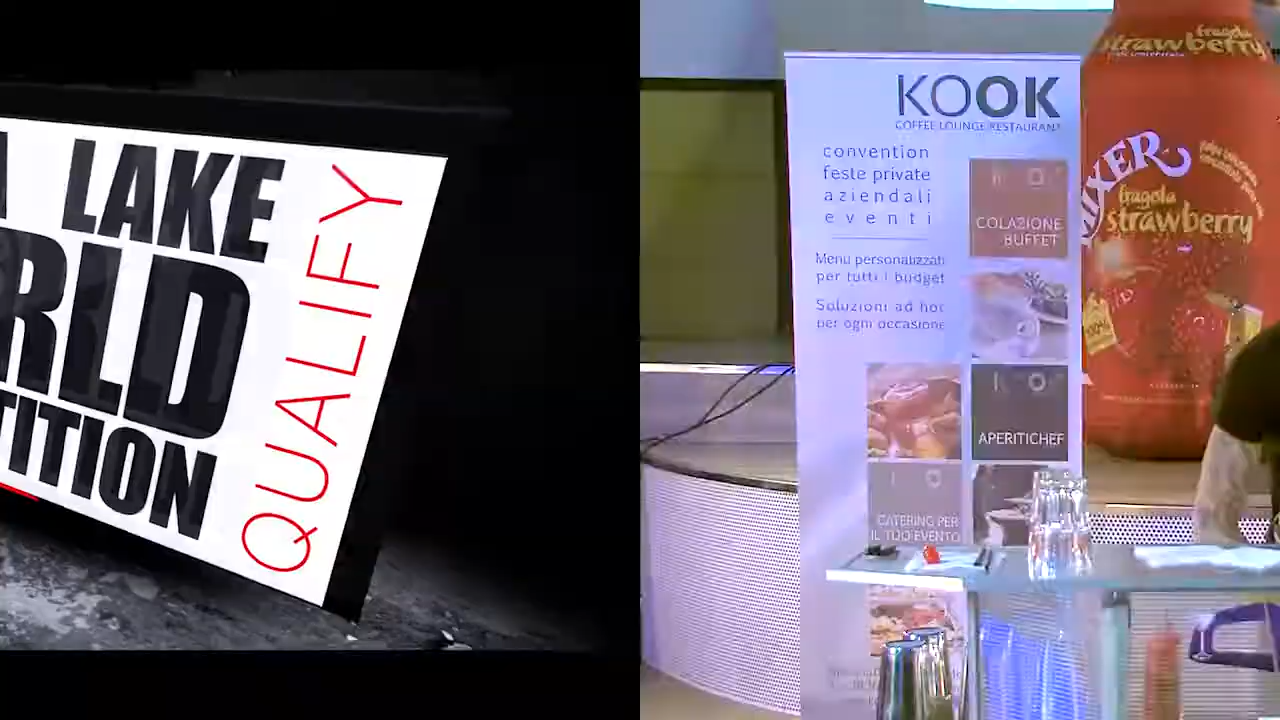 LAKE
RLD
TITION
QUALIFY
KOOK
COFFEE LOUNGE RESTAURANT
convention
feste private
aziendali
eventi
Menu personalizzati
per tutti i budget
Soluzioni ad hoc
per ogni occasione
COLAZIONE
BUFFET
APERITICHEF
CATERING PER
IL TUO EVENTO
fragola
strawberry
MIXER
fragola
strawberry